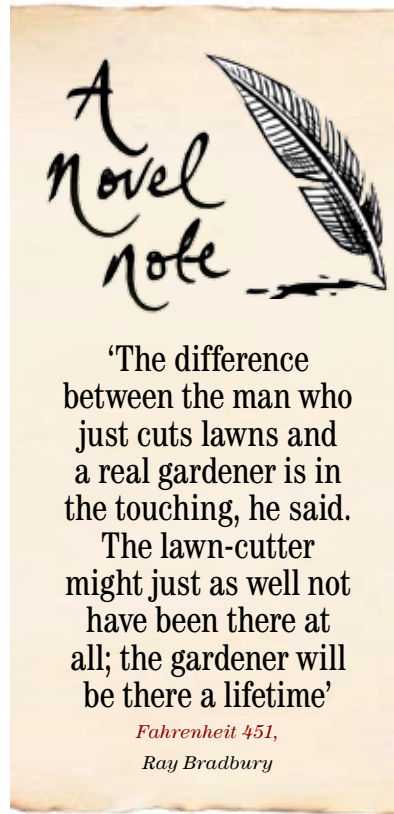 A
novel
note
‘The difference
between the man who
just cuts lawns and
a real gardener is in
the touching, he said.
The lawn-cutter
might just as well not
have been there at
all; the gardener will
be there a lifetime’
Fahrenheit 451,
Ray Bradbury